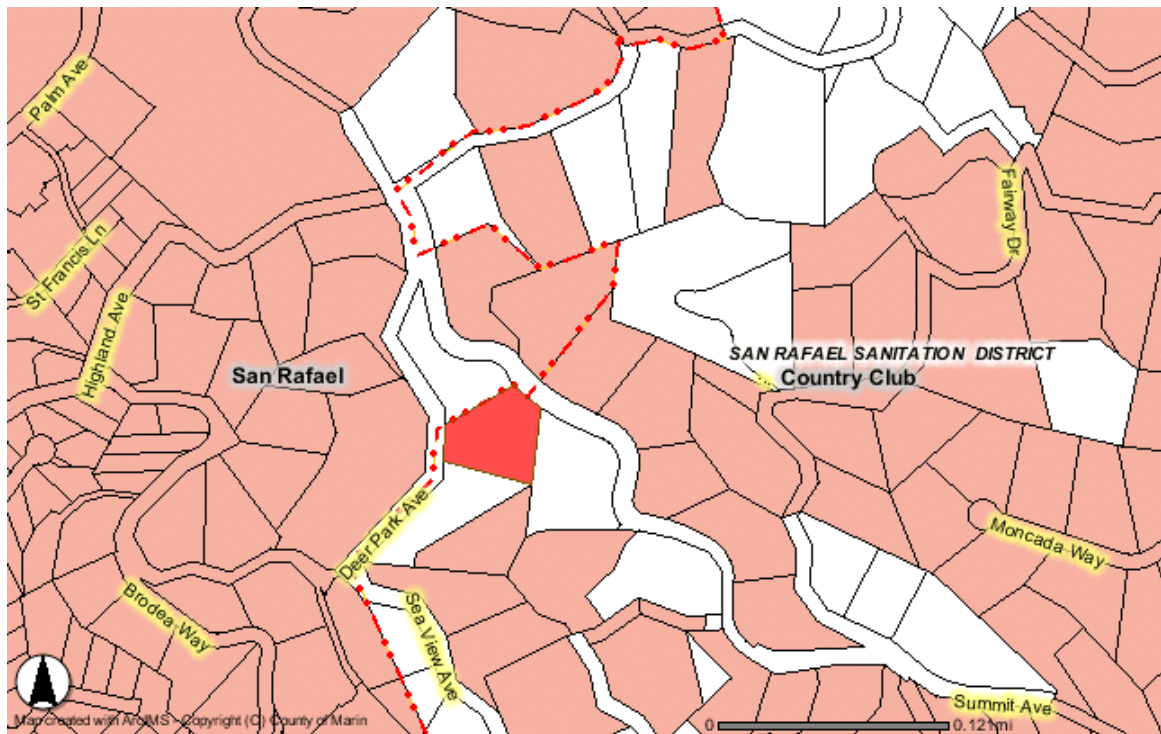 Palm Ave
St Francis Ln
Highland Ave
San Rafael
Fairway Dr
SAN RAFAEL SANITATION DISTRICT
Country Club
Deer Park Ave
Moncada Way
Brodea Way
Sea View Ave
Summit Ave
Map created with ArcIMS - Copyright (C) County of Marin
0 0.121mi